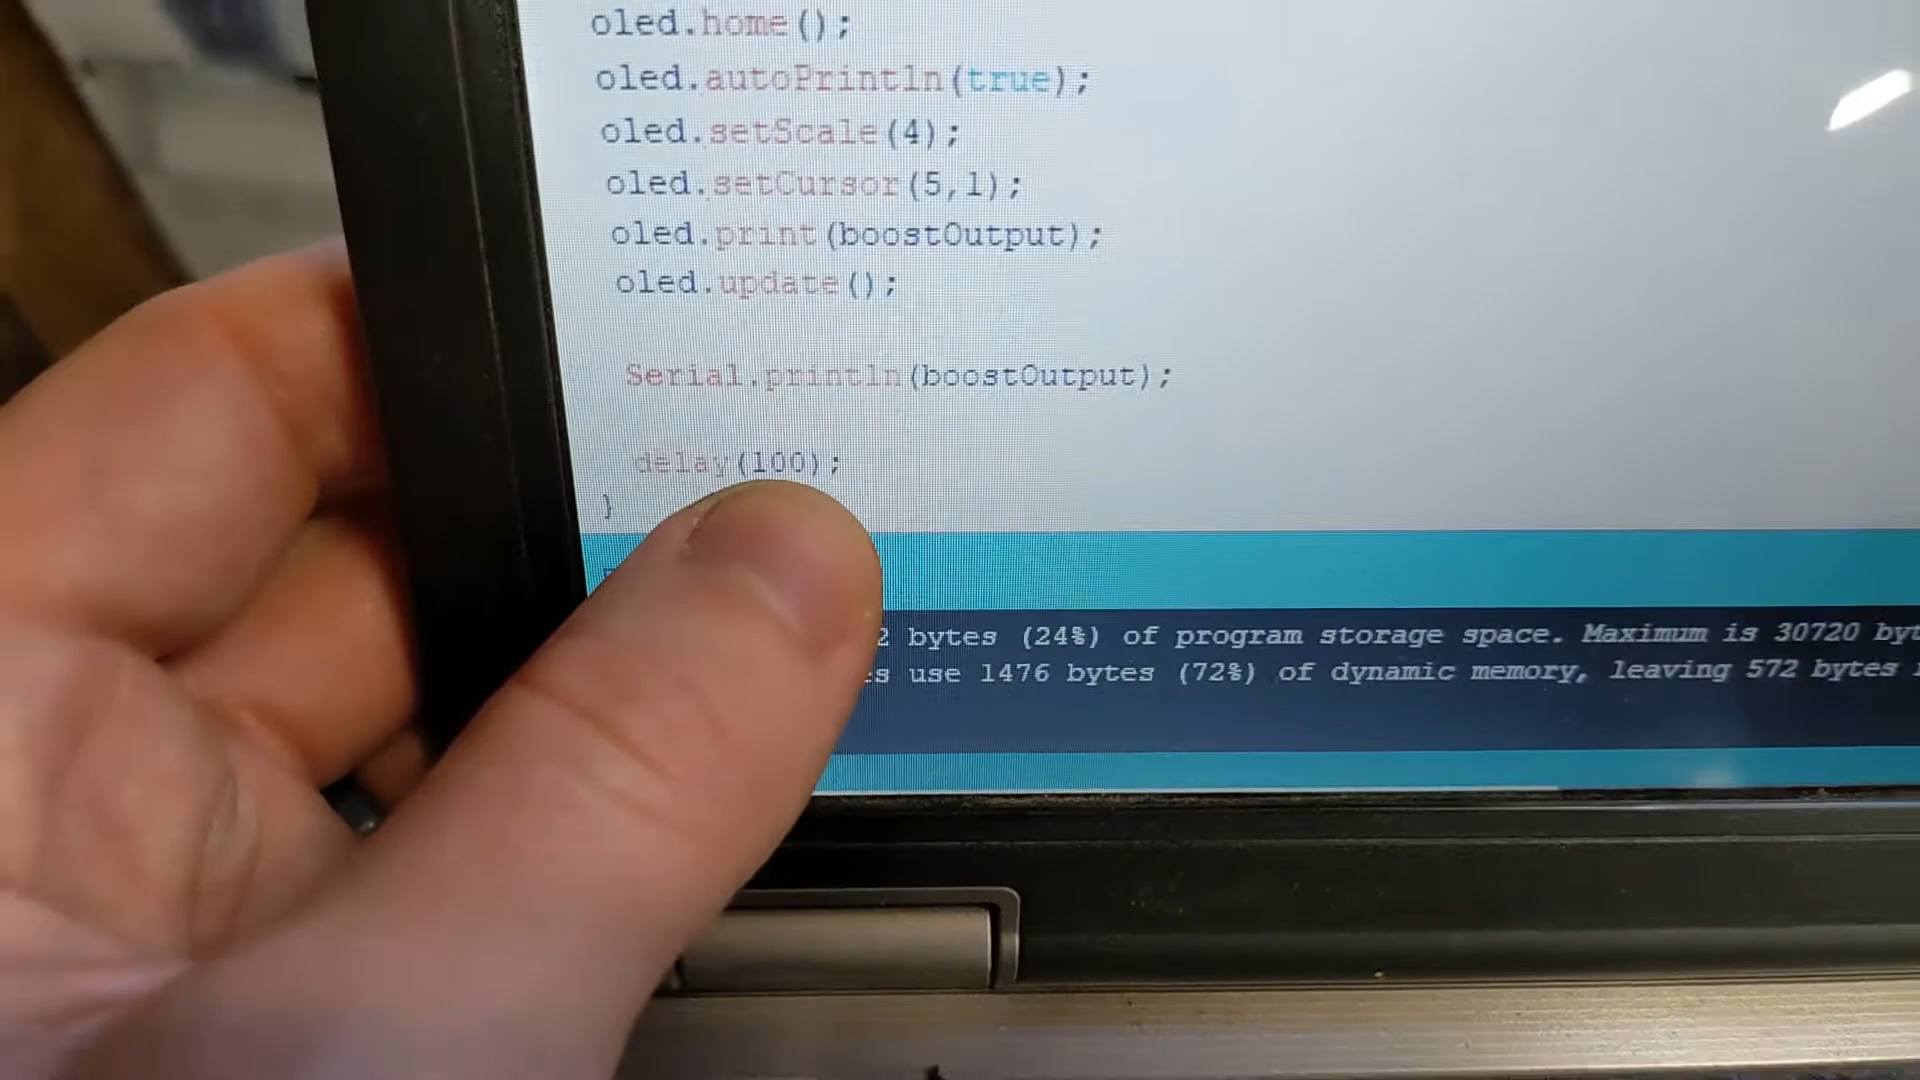 oled.home();
oled.autoPrintln(true);
oled.setScale(4);
oled.setCursor(5,1);
oled.print(boostOutput);
oled.update();
Serial.println(boostOutput);
delay(100);
}
2 bytes (24%) of program storage space. Maximum is 30720 byt
s use 1476 bytes (72%) of dynamic memory, leaving 572 bytes